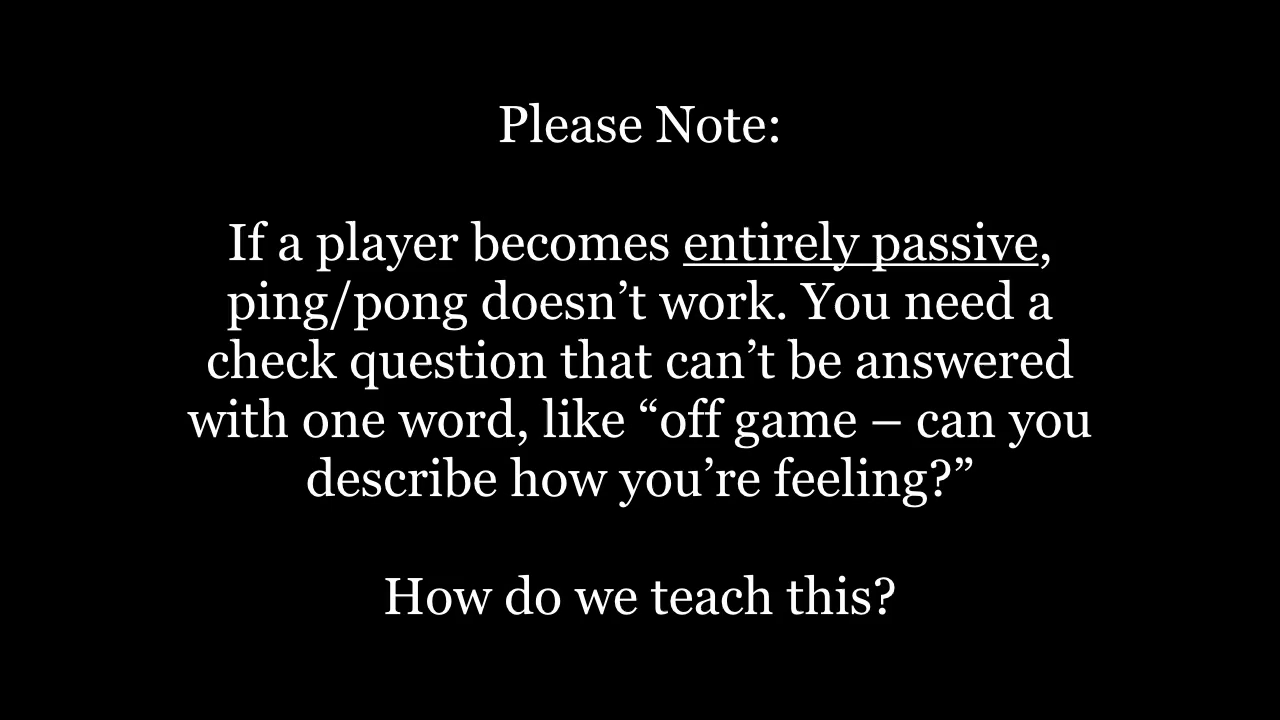 Please Note:
If a player becomes entirely passive,
ping/pong doesn’t work. You need a
check question that can’t be answered
with one word, like “off game – can you
describe how you’re feeling?”
How do we teach this?